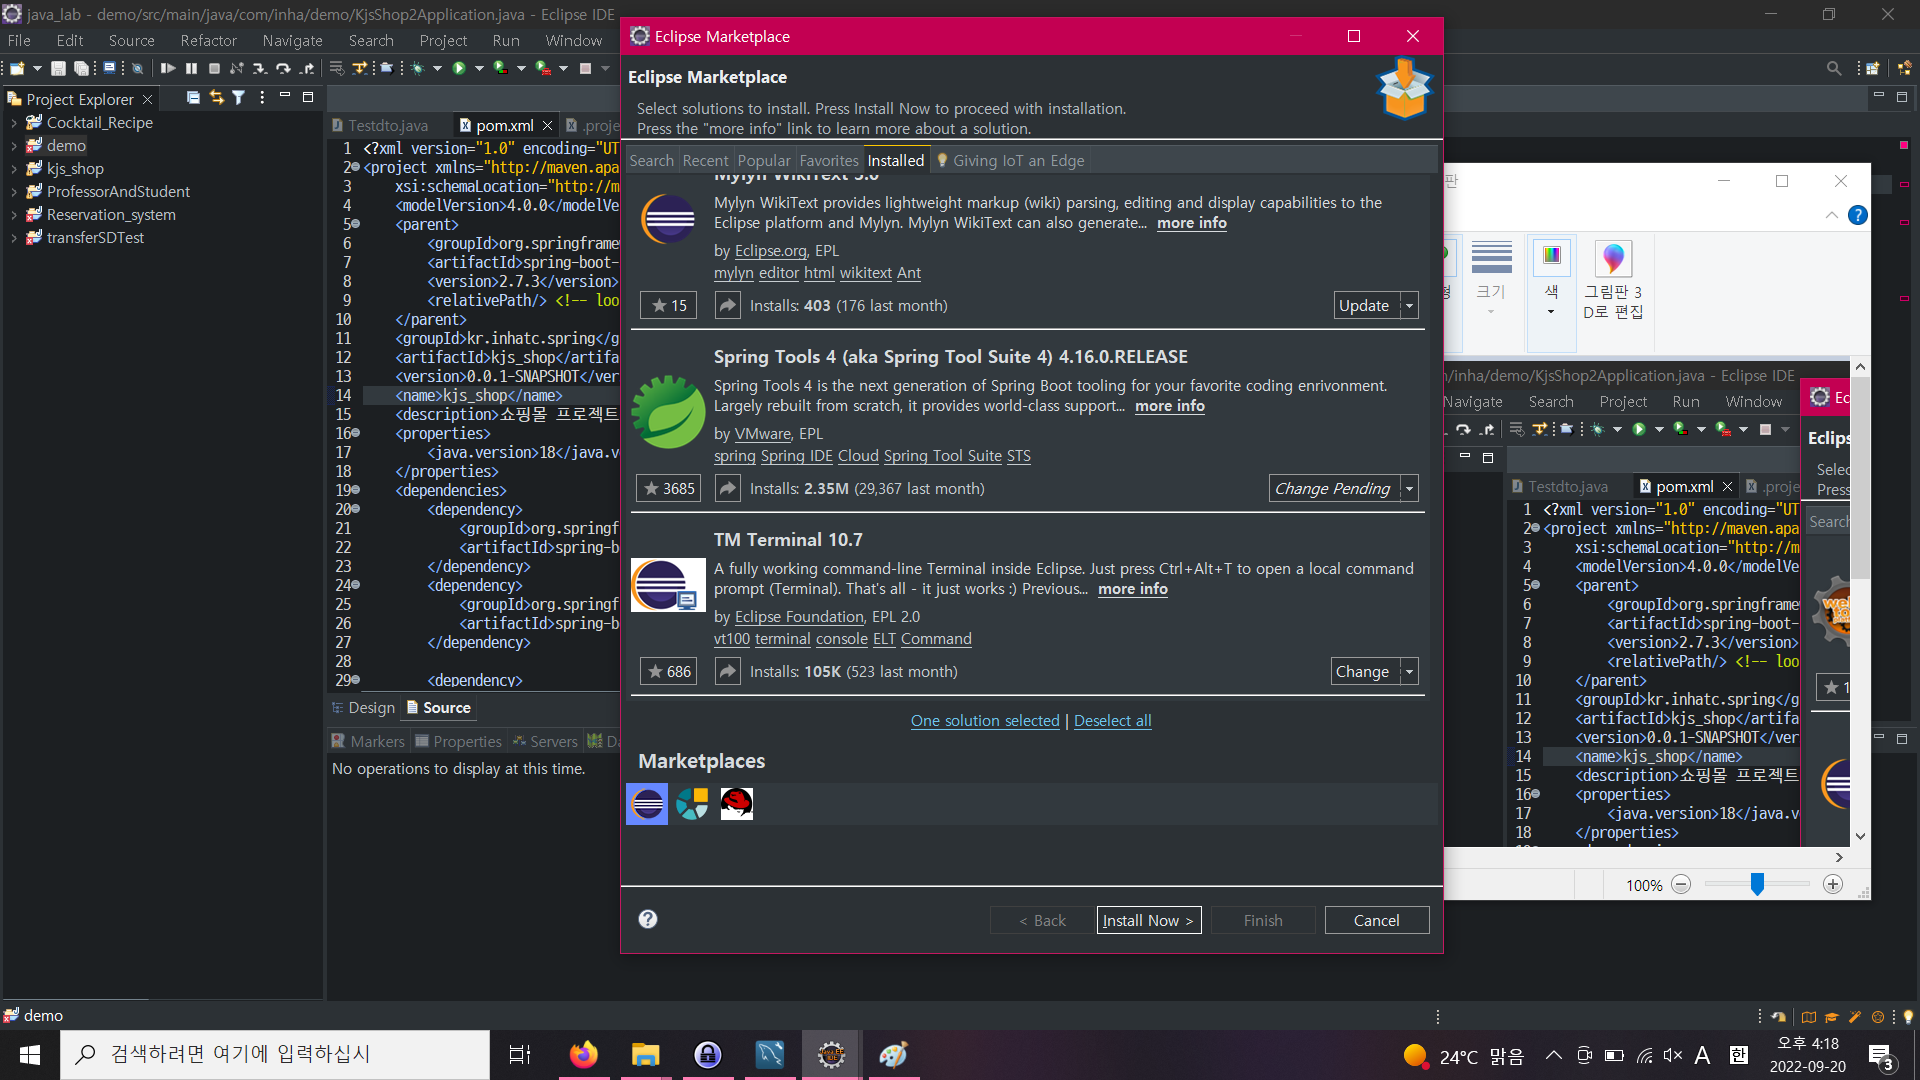 java_lab - demo/src/main/java/com/inha/demo/KjsShop2Application.java - Eclipse IDE
File Edit Source Refactor Navigate Search Project Run Window
Project Explorer
Cocktail_Recipe
demo
kjs_shop
ProfessorAndStudent
Reservation_system
transferSDTest
Testdto.java pom.xml .proje
1 <?xml version="1.0" encoding="UT
2 <project xmlns="http://maven.apa
3 xsi:schemaLocation="http://m
4 <modelVersion>4.0.0</modelVe
5 <parent>
6 <groupId>org.springframe
7 <artifactId>spring-boot-
8 <version>2.7.3</version>
9 <relativePath/> <!-- loo
10 </parent>
11 <groupId>kr.inhatc.spring</g
12 <artifactId>kjs_shop</artifa
13 <version>0.0.1-SNAPSHOT</ver
14 <name>kjs_shop</name>
15 <description>쇼핑몰 프로젝트
16 <properties>
17 <java.version>18</java.v
18 </properties>
19 <dependencies>
20 <dependency>
21 <groupId>org.springf
22 <artifactId>spring-b
23 </dependency>
24 <dependency>
25 <groupId>org.springf
26 <artifactId>spring-b
27 </dependency>
28
29 <dependency>
Design Source
Markers Properties Servers Da
No operations to display at this time.
Eclipse Marketplace
Eclipse Marketplace
Select solutions to install. Press Install Now to proceed with installation.
Press the "more info" link to learn more about a solution.
Search Recent Popular Favorites Installed Giving IoT an Edge
Mylyn WikiText 3.0
Mylyn WikiText provides lightweight markup (wiki) parsing, editing and display capabilities to the
Eclipse platform and Mylyn. Mylyn WikiText can also generate... more info
by Eclipse.org, EPL
mylyn editor html wikitext Ant
15 Installs: 403 (176 last month) Update
Spring Tools 4 (aka Spring Tool Suite 4) 4.16.0.RELEASE
Spring Tools 4 is the next generation of Spring Boot tooling for your favorite coding enrivonment.
Largely rebuilt from scratch, it provides world-class support... more info
by VMware, EPL
spring Spring IDE Cloud Spring Tool Suite STS
3685 Installs: 2.35M (29,367 last month) Change Pending
TM Terminal 10.7
A fully working command-line Terminal inside Eclipse. Just press Ctrl+Alt+T to open a local command
prompt (Terminal). That's all - it just works :) Previous... more info
by Eclipse Foundation, EPL 2.0
vt100 terminal console ELT Command
686 Installs: 105K (523 last month) Change
One solution selected | Deselect all
Marketplaces
< Back Install Now > Finish Cancel
판
형 크기 색 그림판 3
D로 편집
n/inha/demo/KjsShop2Application.java - Eclipse IDE
Navigate Search Project Run Window
Ec
Eclips
Selec
Press
Search
Testdto.java pom.xml .proje
1 <?xml version="1.0" encoding="UT
2 <project xmlns="http://maven.apa
3 xsi:schemaLocation="http://m
4 <modelVersion>4.0.0</modelVe
5 <parent>
6 <groupId>org.springframe
7 <artifactId>spring-boot-
8 <version>2.7.3</version>
9 <relativePath/> <!-- loo
10 </parent>
11 <groupId>kr.inhatc.spring</g
12 <artifactId>kjs_shop</artifa
13 <version>0.0.1-SNAPSHOT</ver
14 <name>kjs_shop</name>
15 <description>쇼핑몰 프로젝트
16 <properties>
17 <java.version>18</java.v
18 </properties>
100%
demo
검색하려면 여기에 입력하십시
24°C 맑음 A 한 오후 4:18
2022-09-20
3